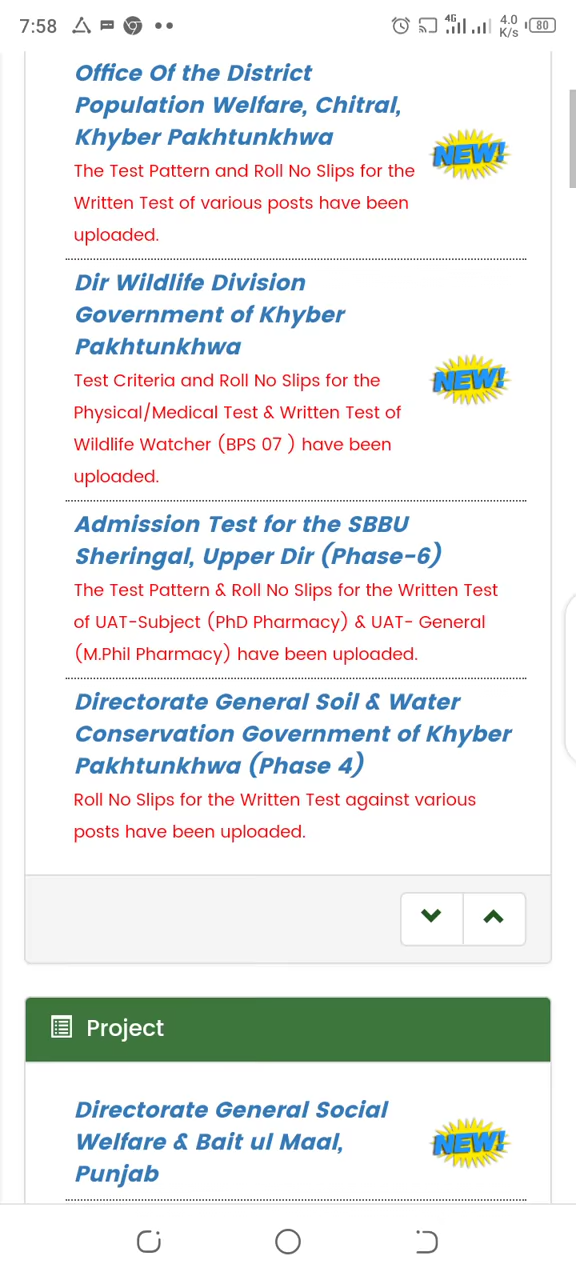 7:58
4G
4.0
K/s
80
Office Of the District
Population Welfare, Chitral,
Khyber Pakhtunkhwa
NEW!
The Test Pattern and Roll No Slips for the
Written Test of various posts have been
uploaded.
Dir Wildlife Division
Government of Khyber
Pakhtunkhwa
NEW!
Test Criteria and Roll No Slips for the
Physical/Medical Test & Written Test of
Wildlife Watcher (BPS 07 ) have been
uploaded.
Admission Test for the SBBU
Sheringal, Upper Dir (Phase-6)
The Test Pattern & Roll No Slips for the Written Test
of UAT-Subject (PhD Pharmacy) & UAT- General
(M.Phil Pharmacy) have been uploaded.
Directorate General Soil & Water
Conservation Government of Khyber
Pakhtunkhwa (Phase 4)
Roll No Slips for the Written Test against various
posts have been uploaded.
Project
Directorate General Social
Welfare & Bait ul Maal,
Punjab
NEW!